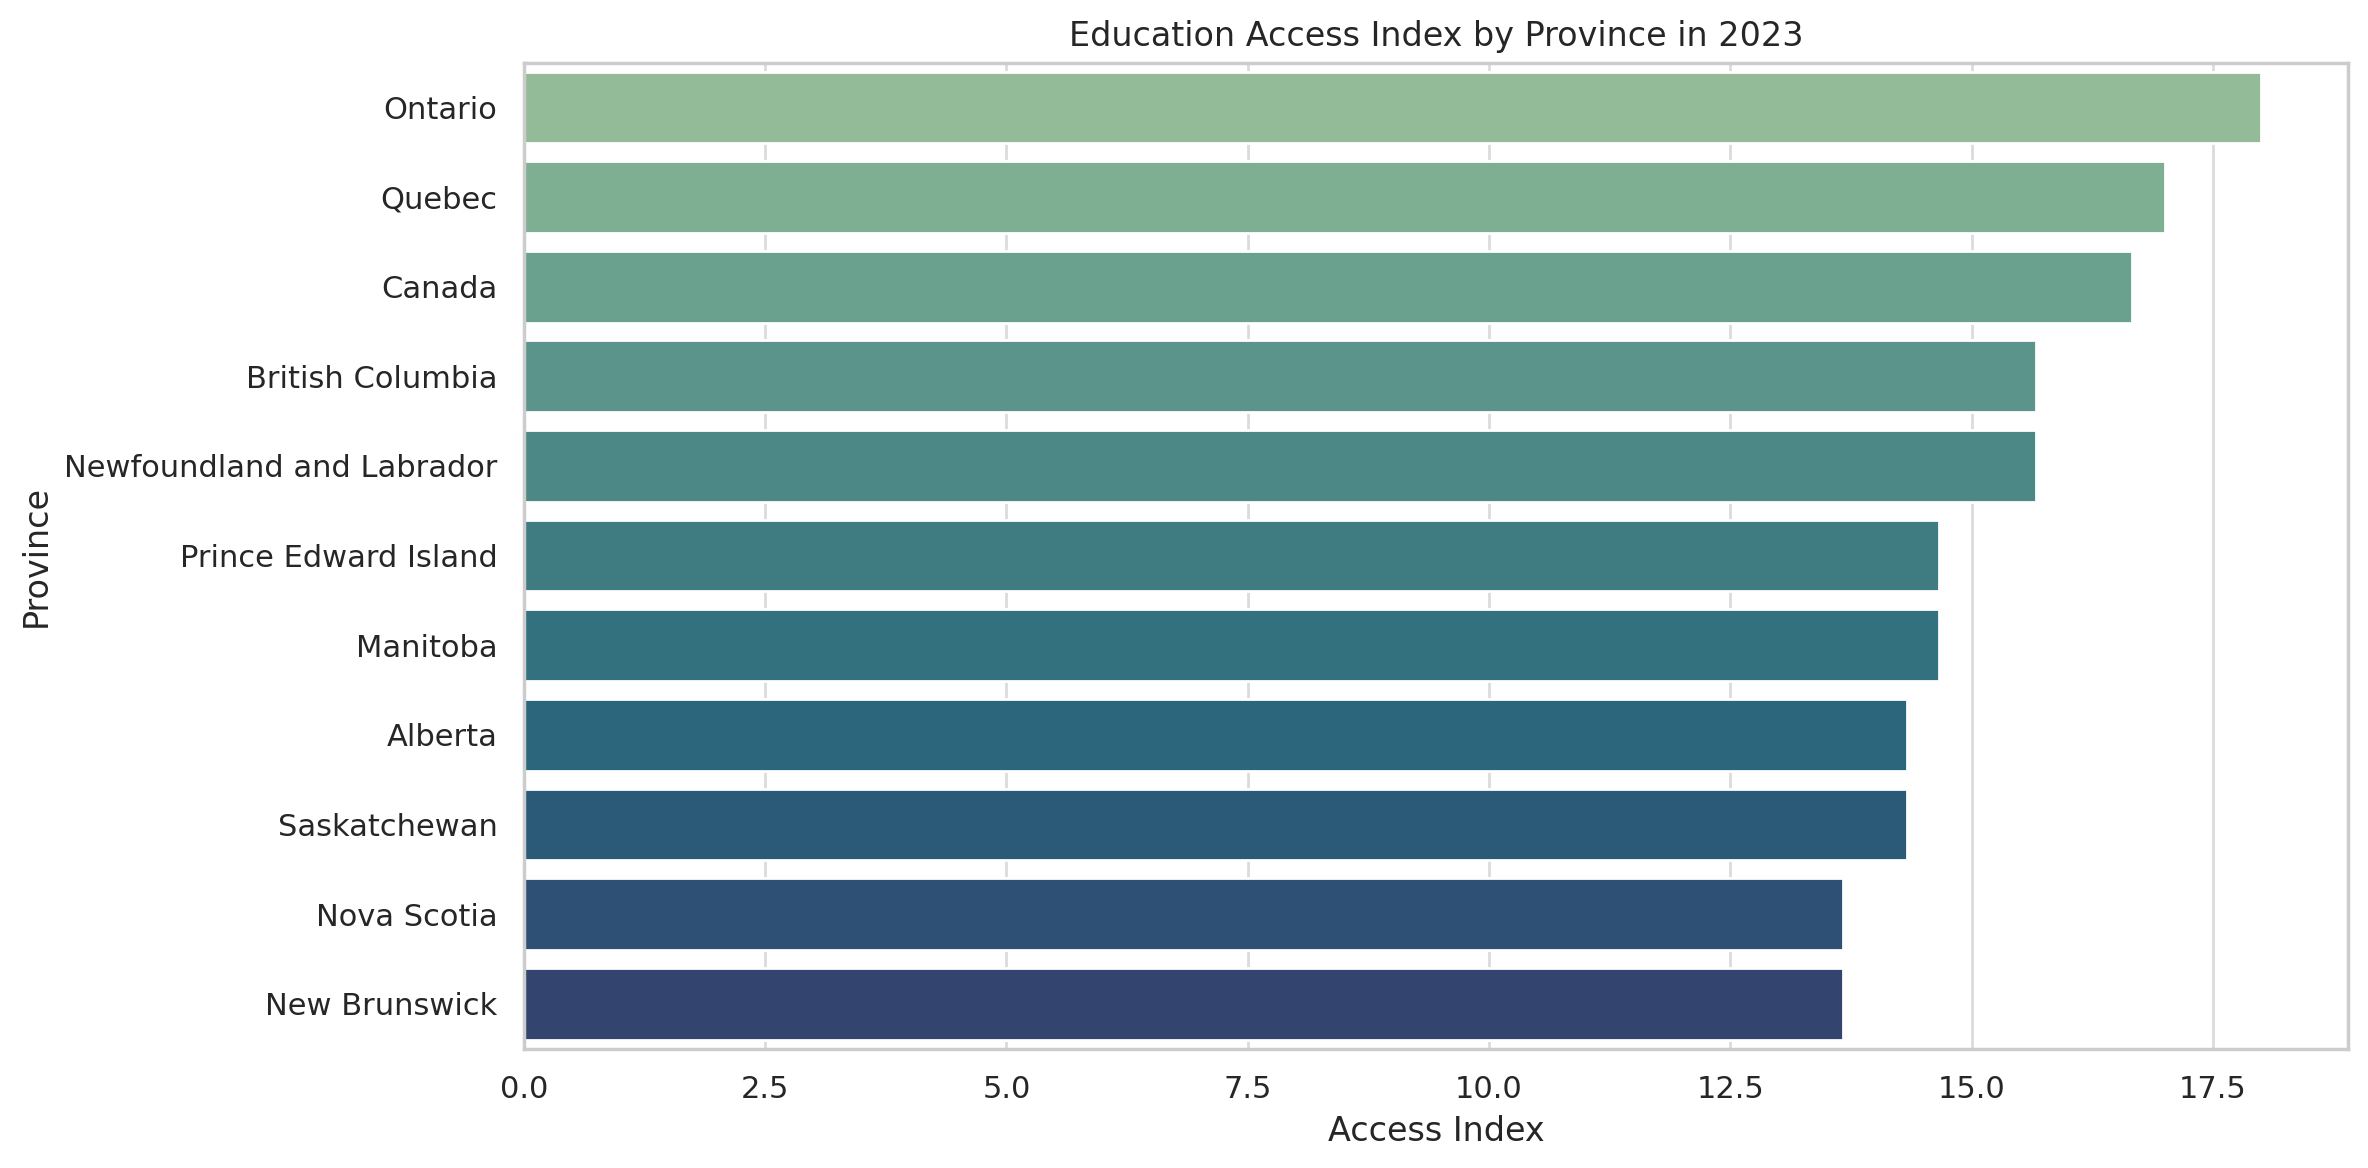 Education Access Index by Province in 2023
Province
Ontario
Quebec
Canada
British Columbia
Newfoundland and Labrador
Prince Edward Island
Manitoba
Alberta
Saskatchewan
Nova Scotia
New Brunswick
0.0 2.5 5.0 7.5 10.0 12.5 15.0 17.5
Access Index